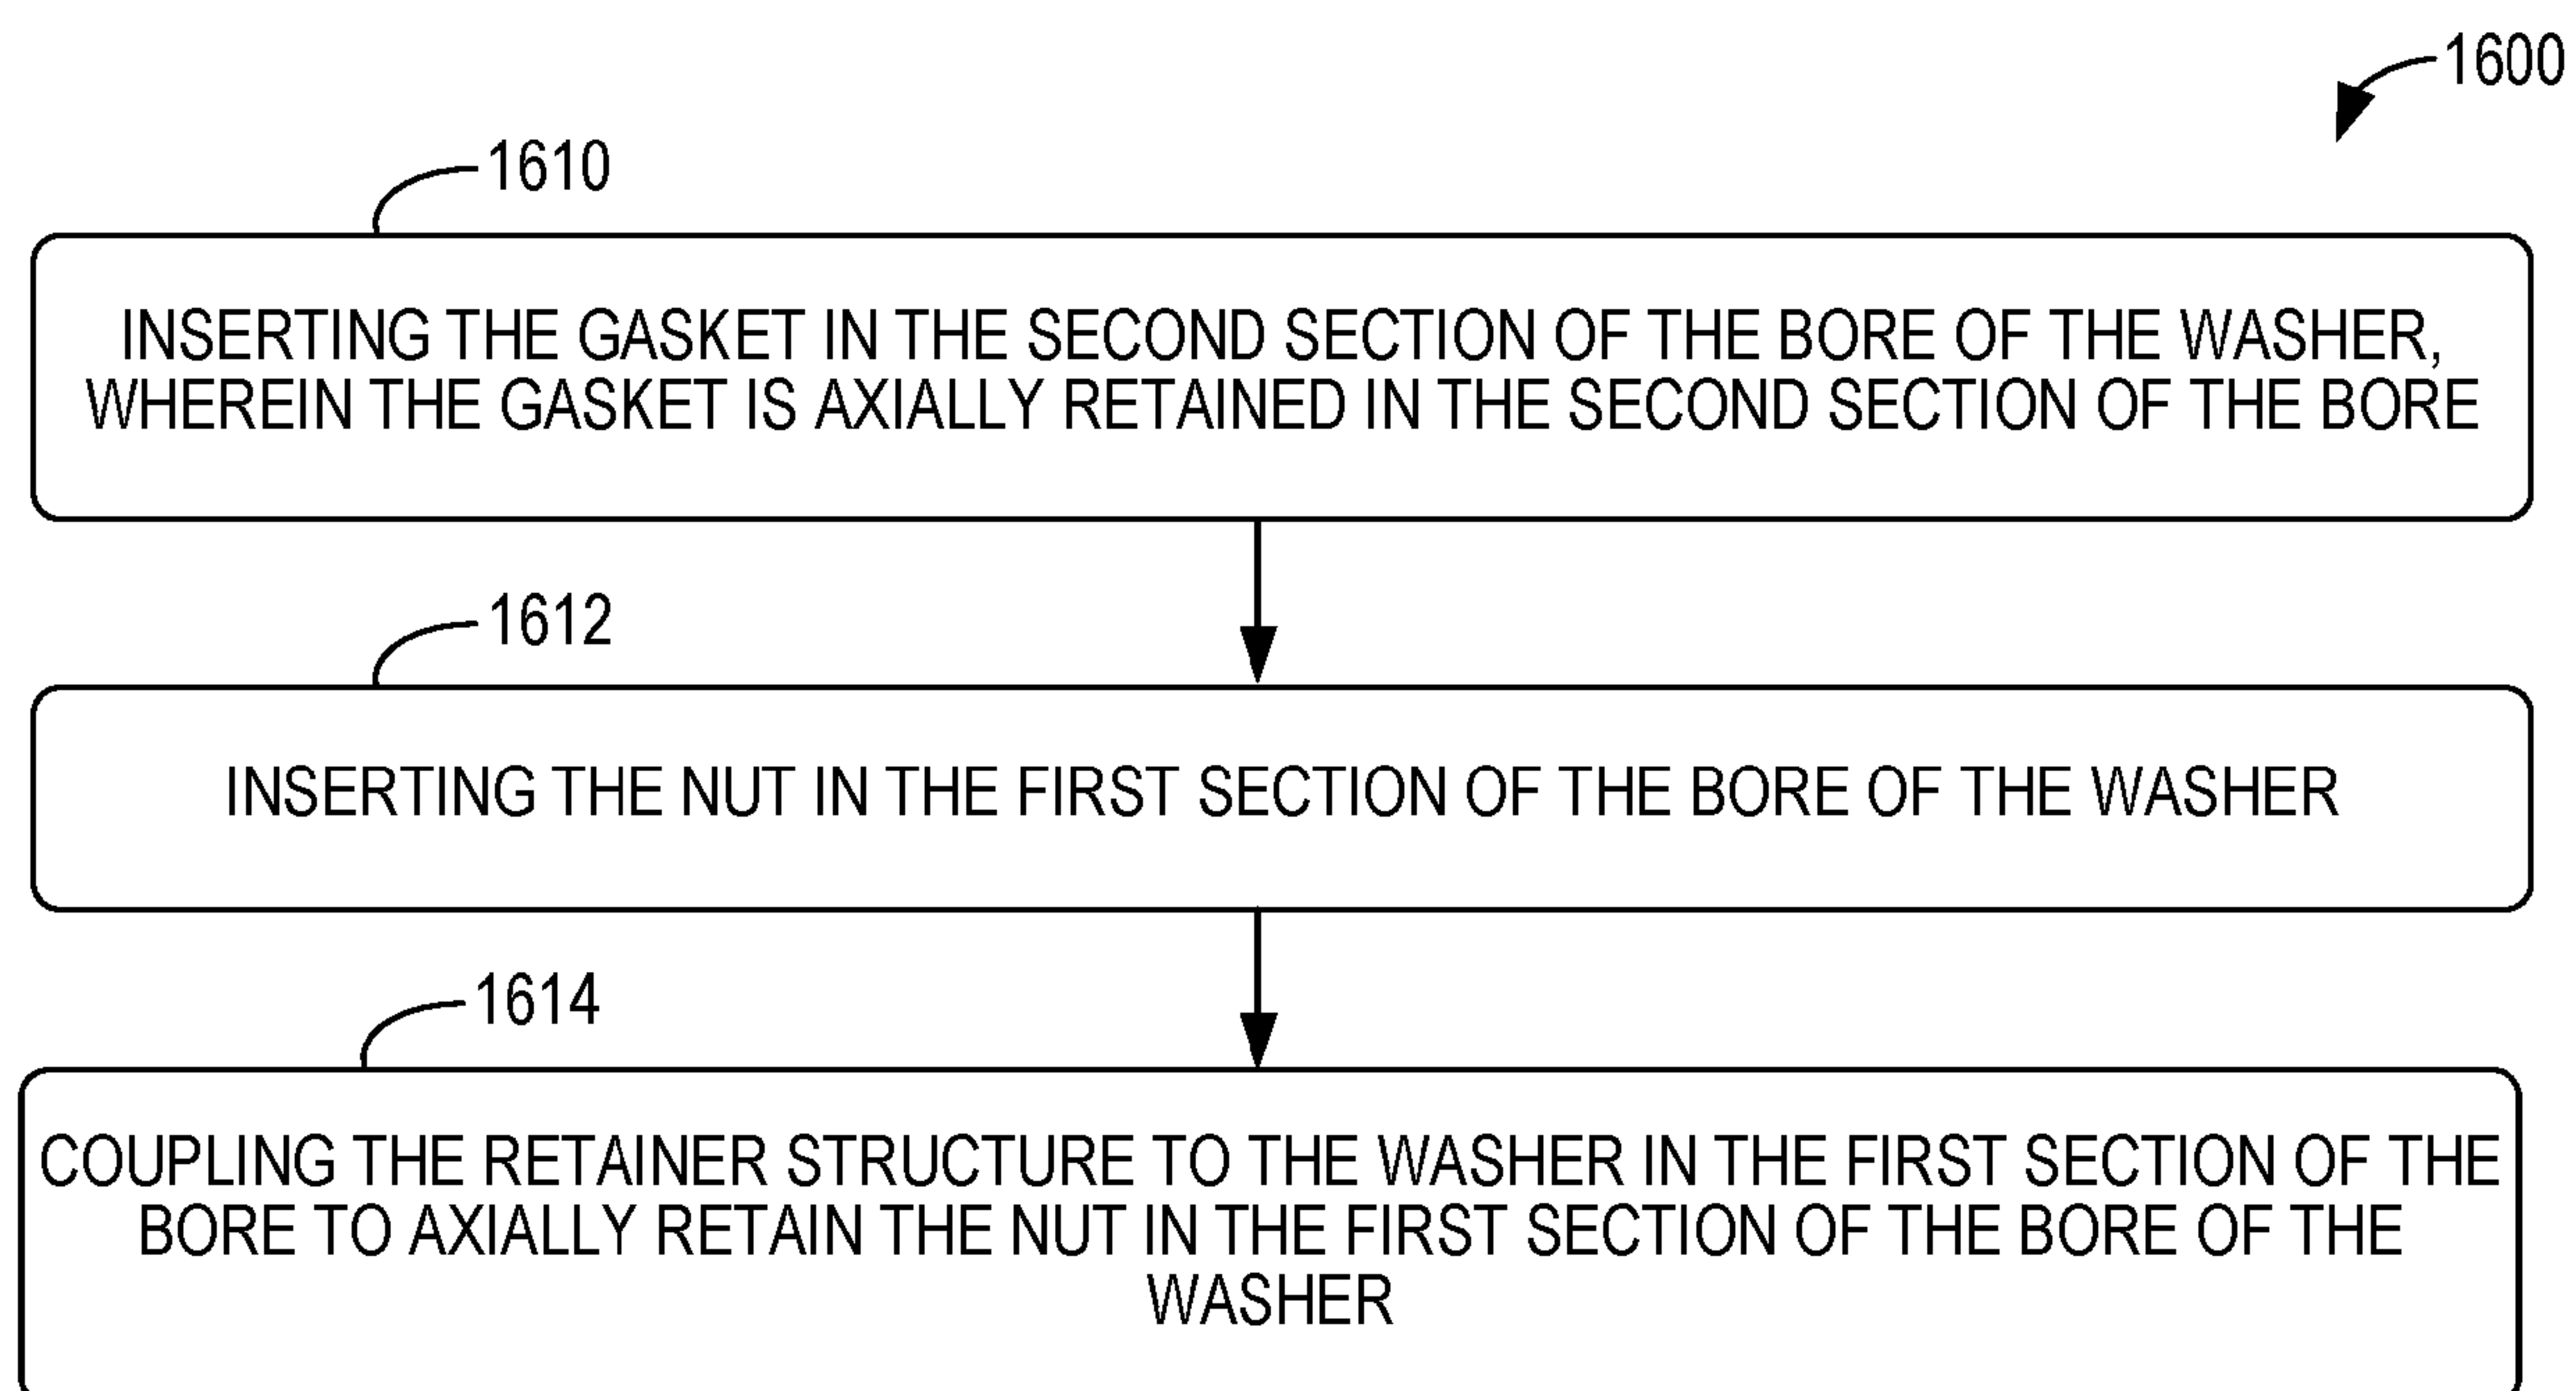 1600
1610
INSERTING THE GASKET IN THE SECOND SECTION OF THE BORE OF THE WASHER,
WHEREIN THE GASKET IS AXIALLY RETAINED IN THE SECOND SECTION OF THE BORE
1612
INSERTING THE NUT IN THE FIRST SECTION OF THE BORE OF THE WASHER
1614
COUPLING THE RETAINER STRUCTURE TO THE WASHER IN THE FIRST SECTION OF THE
BORE TO AXIALLY RETAIN THE NUT IN THE FIRST SECTION OF THE BORE OF THE
WASHER